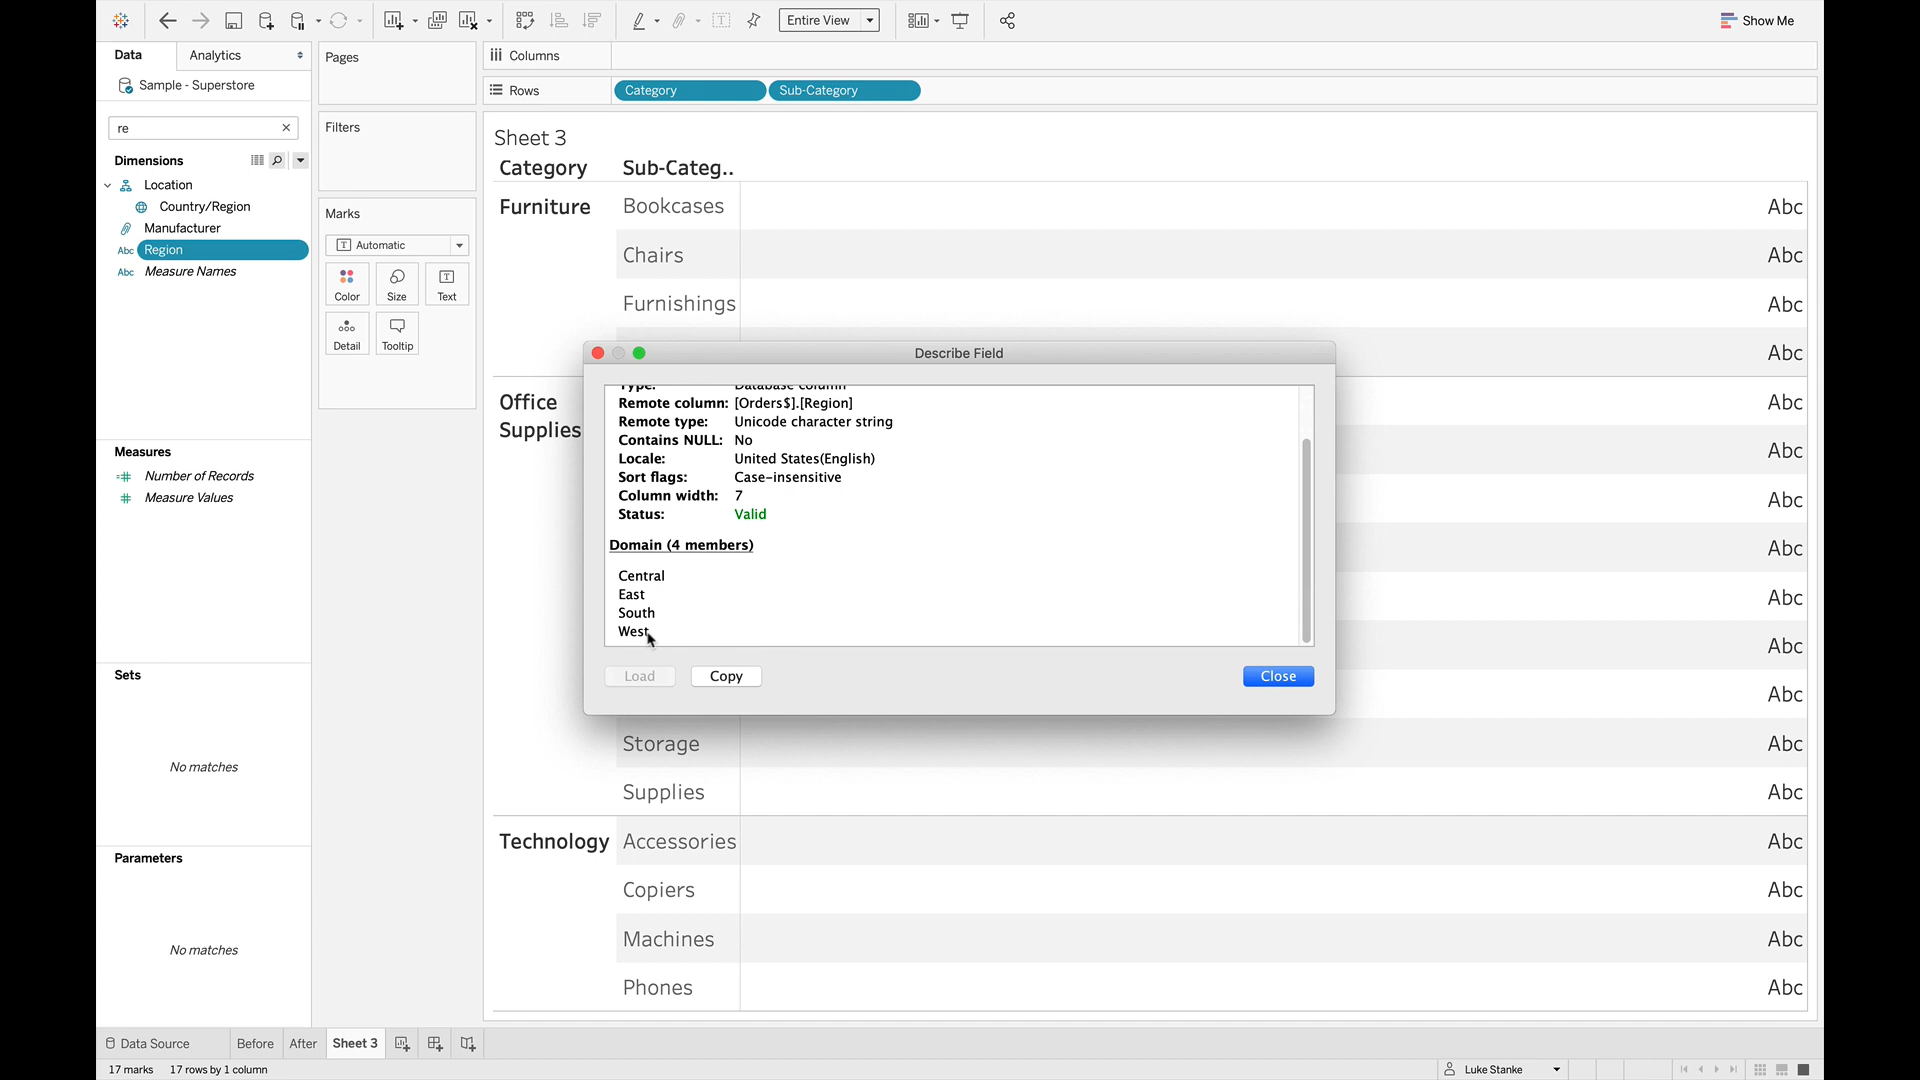 Entire View
Show Me
Data
Analytics
Sample - Superstore
re
Dimensions
Location
Country/Region
Manufacturer
Abc Region
Abc Measure Names
Measures
Number of Records
Measure Values
Sets
No matches
Parameters
No matches
Pages
Filters
Marks
Automatic
Color
Size
Text
Detail
Tooltip
Columns
Rows
Category
Sub-Category
Sheet 3
Category
Sub-Categ..
Furniture
Bookcases
Abc
Chairs
Abc
Furnishings
Abc
Abc
Office
Supplies
Abc
Abc
Abc
Abc
Abc
Abc
Abc
Storage
Abc
Supplies
Abc
Technology
Accessories
Abc
Copiers
Abc
Machines
Abc
Phones
Abc
Describe Field
Type: Database column
Remote column: [Orders$].[Region]
Remote type: Unicode character string
Contains NULL: No
Locale: United States(English)
Sort flags: Case-insensitive
Column width: 7
Status: Valid
Domain (4 members)
Central
East
South
West
Load
Copy
Close
Data Source
Before
After
Sheet 3
17 marks
17 rows by 1 column
Luke Stanke